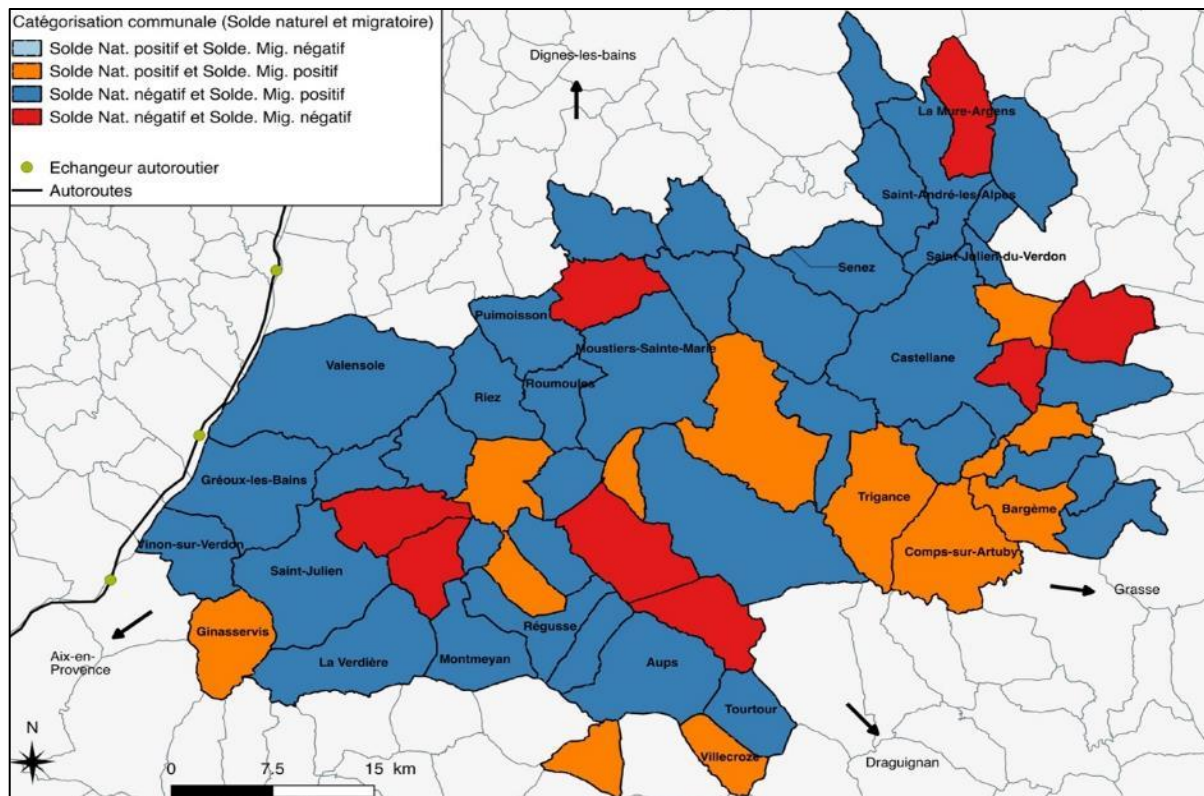 Catégorisation communale (Solde naturel et migratoire)
Solde Nat. positif et Solde. Mig. négatif
Solde Nat. positif et Solde. Mig. positif
Solde Nat. négatif et Solde. Mig. positif
Solde Nat. négatif et Solde. Mig. négatif
Echangeur autoroutier
Autoroutes
Dignes-les-bains
La Mure-Argens
Saint-André-les-Alpes
Saint-Julien-du-Verdon
Senez
Puimoisson
Moustiers-Sainte-Marie
Castellane
Valensole
Roumoules
Riez
Gréoux-les-Bains
Trigance
Bargème
Vinon-sur-Verdon
Comps-sur-Artuby
Saint-Julien
Grasse
Ginasservis
Régusse
Aix-en-
Provence
La Verdière
Montmeyan
Aups
Tourtour
Villecroze
Draguignan
N
0 7.5 15 km